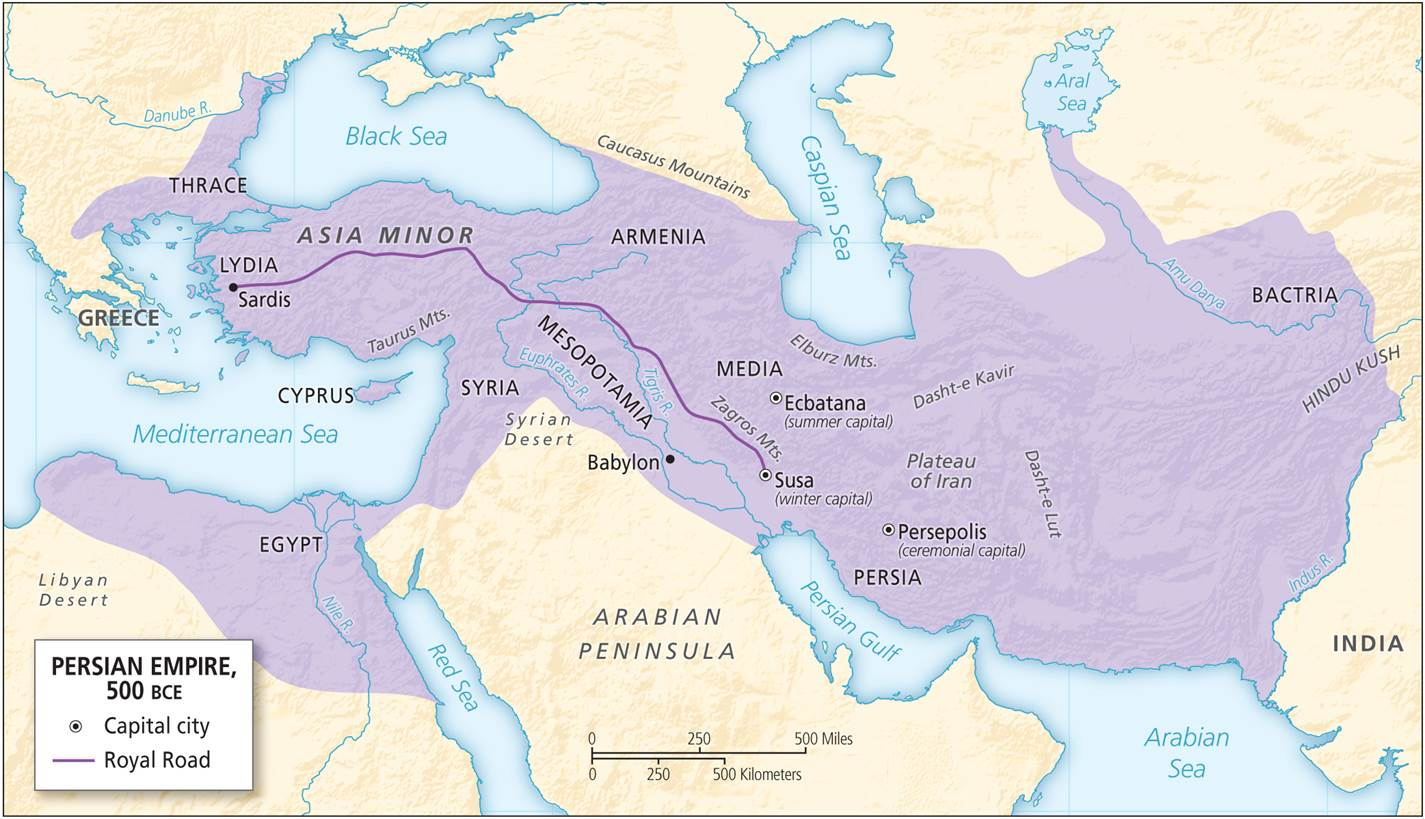 Aral
Sea
Danube R.
Black Sea
Caucasus Mountains
Caspian Sea
THRACE
ASIA MINOR
ARMENIA
LYDIA
Sardis
GREECE
Amu Darya
BACTRIA
Taurus Mts.
MESOPOTAMIA
Elburz Mts.
HINDU KUSH
Euphrates R.
Tigris R.
MEDIA
Dasht-e Kavir
CYPRUS
SYRIA
Ecbatana
(summer capital)
Zagros Mts.
Syrian
Desert
Mediterranean Sea
Babylon
Susa
(winter capital)
Plateau
of Iran
Dasht-e Lut
Persepolis
(ceremonial capital)
EGYPT
PERSIA
Indus R.
Libyan
Desert
Nile R.
ARABIAN
PENINSULA
Persian Gulf
INDIA
Red Sea
PERSIAN EMPIRE,
500 BCE
Capital city
Royal Road
0 250 500 Miles
0 250 500 Kilometers
Arabian
Sea